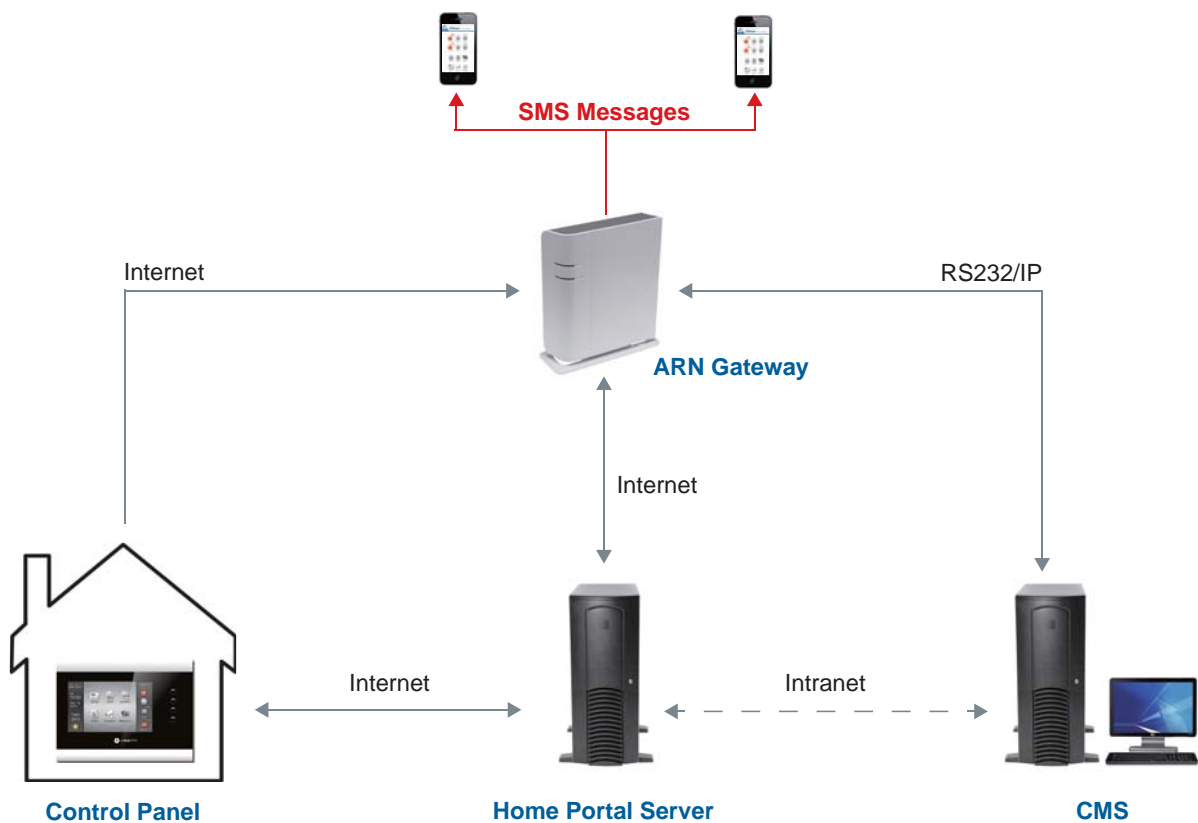 SMS Messages
Internet
RS232/IP
ARN Gateway
Internet
Internet
Intranet
Control Panel
Home Portal Server
CMS